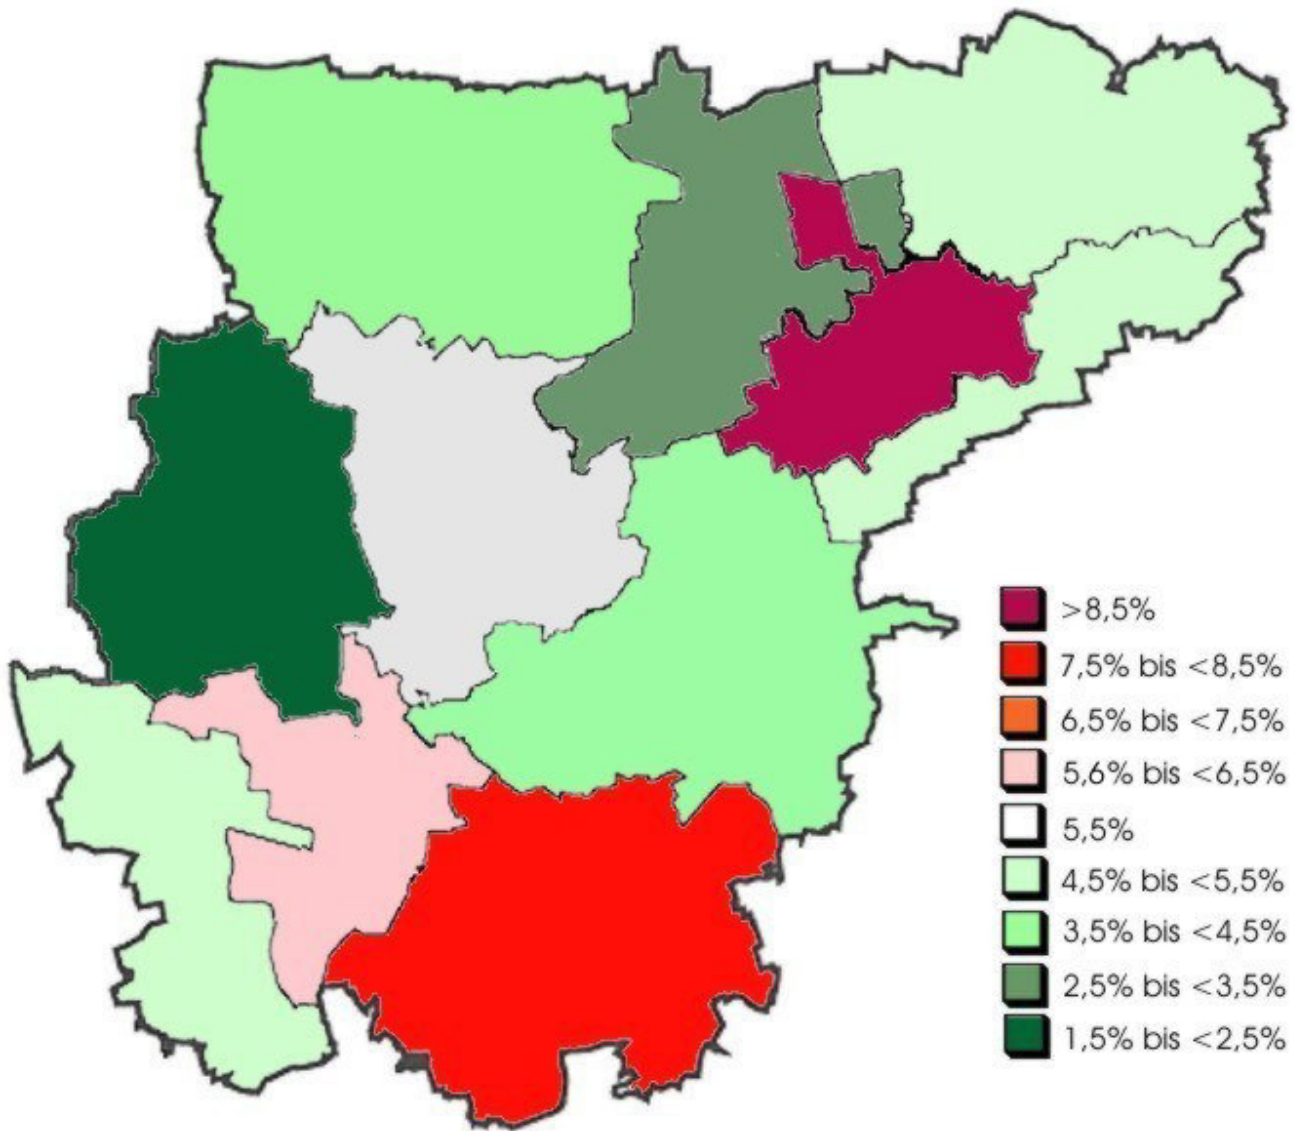 >8,5%
7,5% bis <8,5%
6,5% bis <7,5%
5,6% bis <6,5%
5,5%
4,5% bis <5,5%
3,5% bis <4,5%
2,5% bis <3,5%
1,5% bis <2,5%